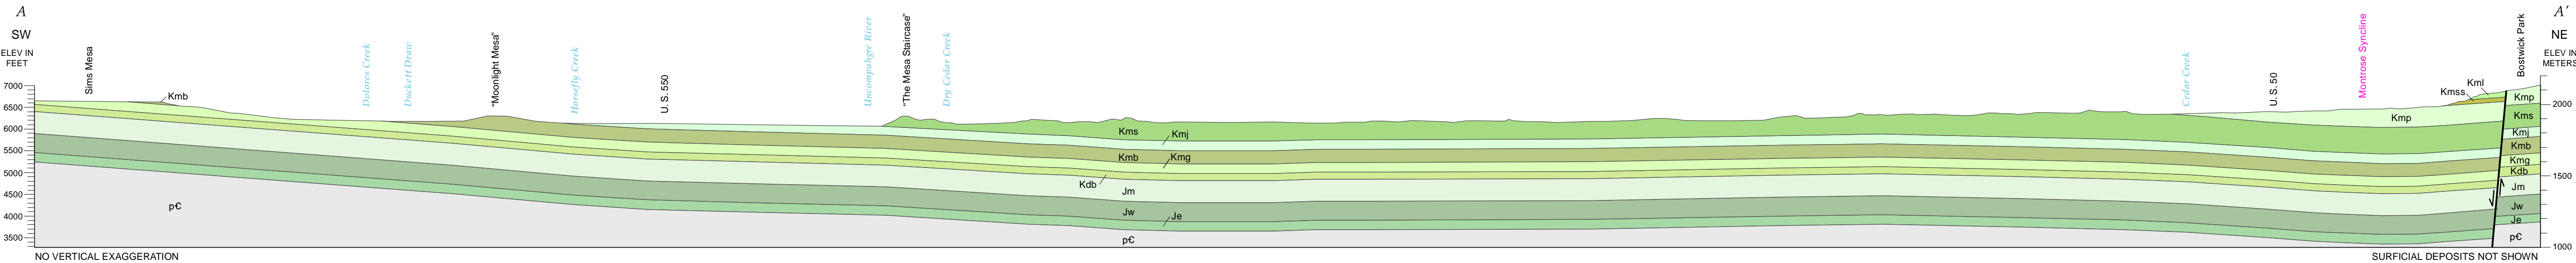 A
SW
ELEV IN
FEET
7000
6500
6000
5500
5000
4500
4000
3500
Sims Mesa
Kmb
Dolores Creek
Duckett Draw
"Moonlight Mesa"
Horsefly Creek
U. S. 550
Uncompahgre River
"The Mesa Staircase"
Dry Cedar Creek
Cedar Creek
U. S. 50
Montrose Syncline
Bostwick Park
A'
NE
ELEV IN
METERS
2000
1500
1000
Kms
Kmj
Kmb
Kmg
Kdb
Jm
Jw
Je
p€
p€
Kmp
Kml
Kmss
Kmp
Kms
Kmj
Kmb
Kmg
Kdb
Jm
Jw
Je
p€
NO VERTICAL EXAGGERATION
SURFICIAL DEPOSITS NOT SHOWN